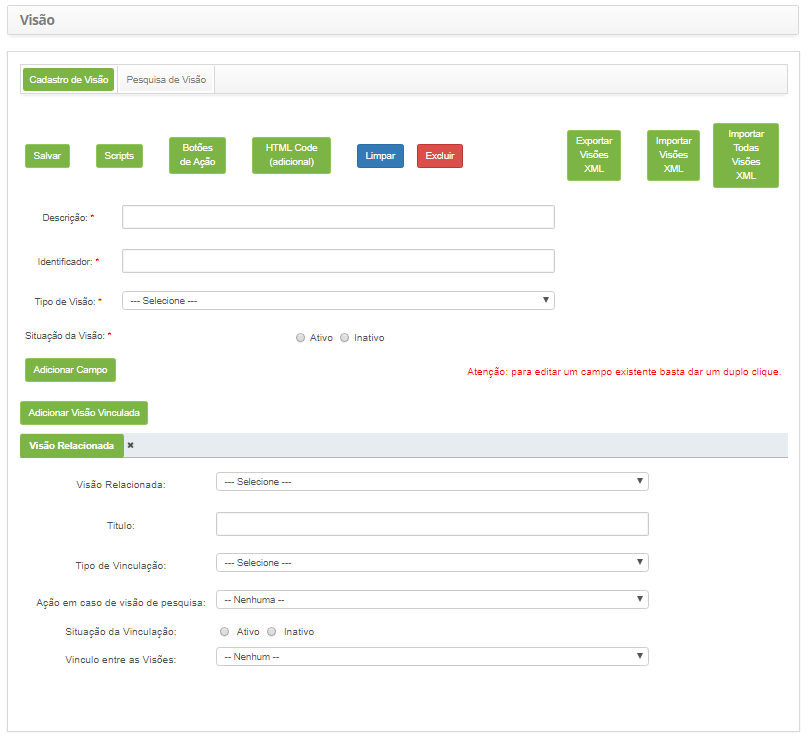 Visão
Cadastro de Visão
Pesquisa de Visão
Salvar
Scripts
Botões
de Ação
HTML Code
(adicional)
Limpar
Excluir
Exportar
Visões
XML
Importar
Visões
XML
Importar
Todas
Visões
XML
Descrição: *
Identificador: *
Tipo de Visão: *
--- Selecione ---
Situação da Visão: *
Ativo
Inativo
Adicionar Campo
Atenção: para editar um campo existente basta dar um duplo clique.
Adicionar Visão Vinculada
Visão Relacionada ×
Visão Relacionada:
--- Selecione ---
Titulo:
Tipo de Vinculação:
--- Selecione ---
Ação em caso de visão de pesquisa:
-- Nenhuma --
Situação da Vinculação:
Ativo
Inativo
Vinculo entre as Visões:
-- Nenhum --